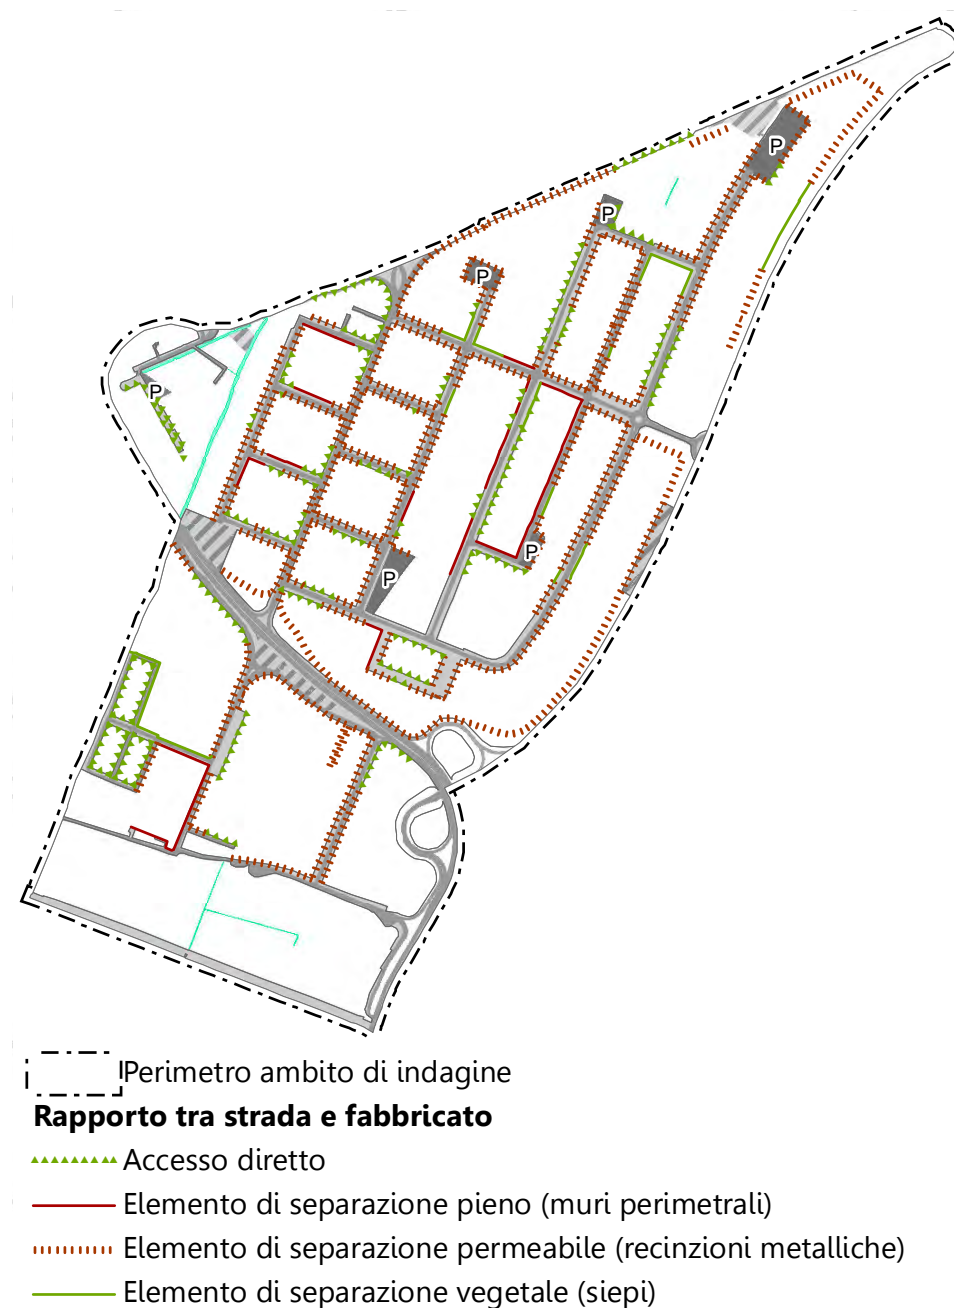 P
P
P
P
P
P
Perimetro ambito di indagine
Rapporto tra strada e fabbricato
Accesso diretto
Elemento di separazione pieno (muri perimetrali)
Elemento di separazione permeabile (recinzioni metalliche)
Elemento di separazione vegetale (siepi)